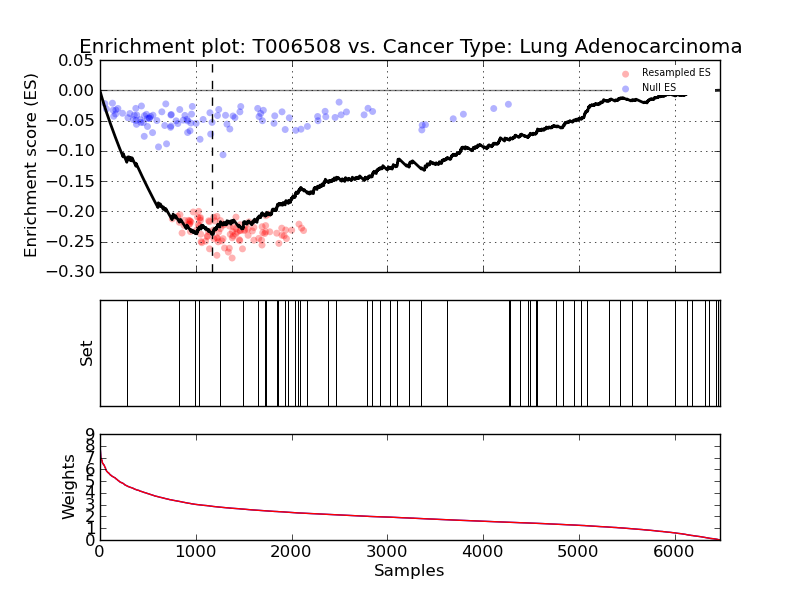 Enrichment plot: T006508 vs. Cancer Type: Lung Adenocarcinoma
Enrichment score (ES)
0.05
0.00
−0.05
−0.10
−0.15
−0.20
−0.25
−0.30
Resampled ES
Null ES
Set
Weights
9
8
7
6
5
4
3
2
1
0
0 1000 2000 3000 4000 5000 6000
Samples